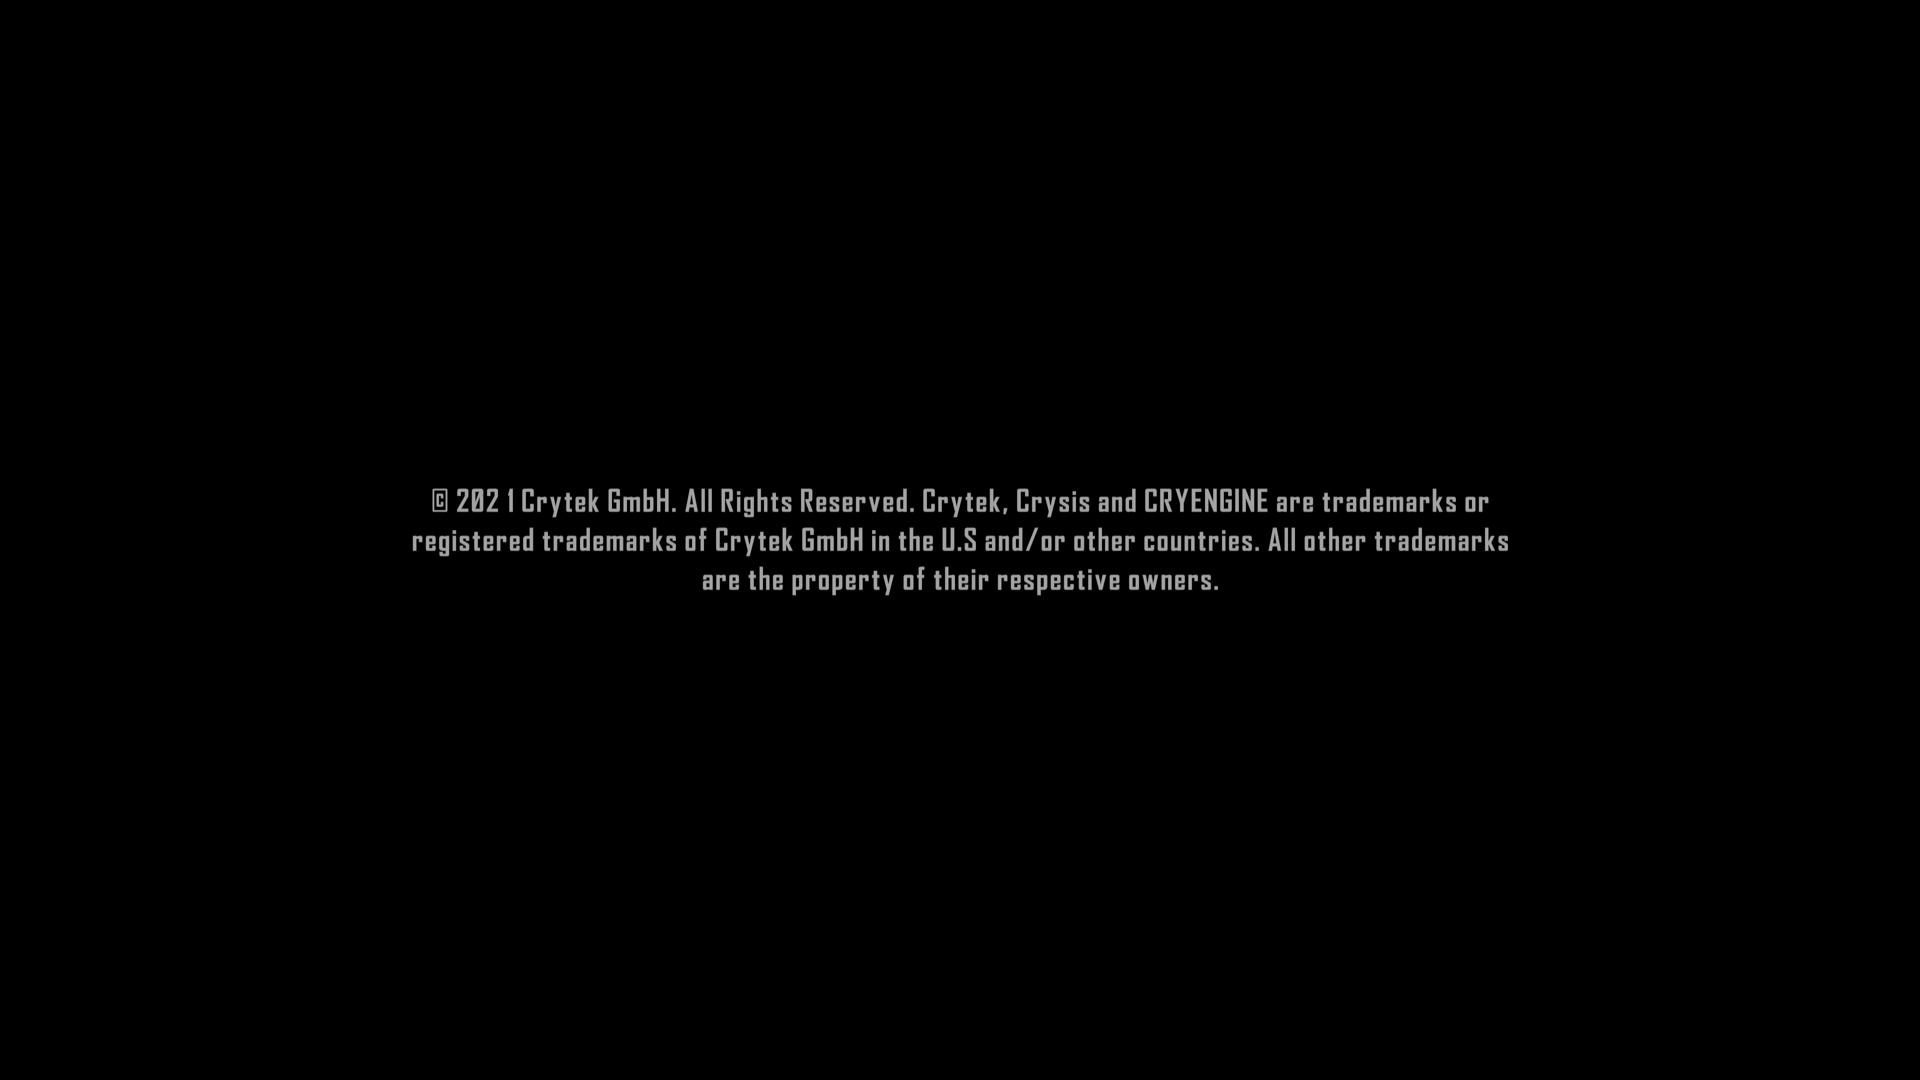 © 2021 Crytek GmbH. All Rights Reserved. Crytek, Crysis and CRYENGINE are trademarks or
registered trademarks of Crytek GmbH in the U.S and/or other countries. All other trademarks
are the property of their respective owners.